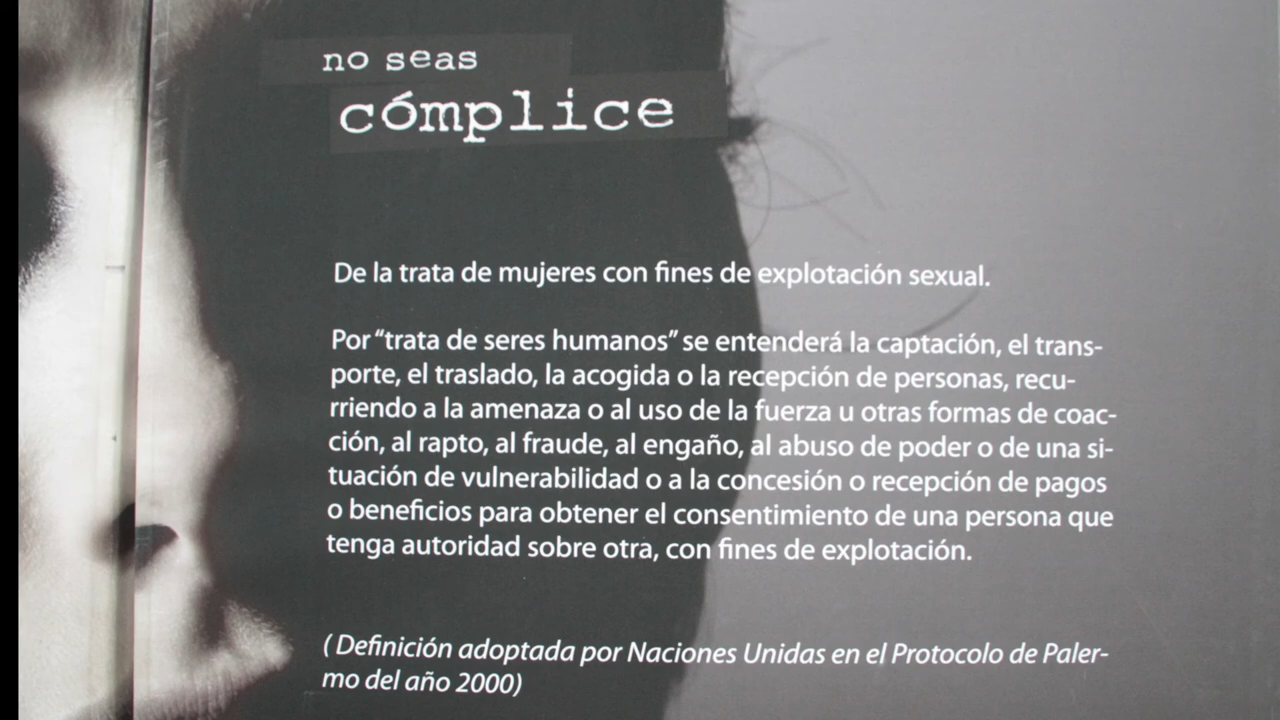 no seas
cómplice
De la trata de mujeres con fines de explotación sexual.
Por “trata de seres humanos” se entenderá la captación, el trans-
porte, el traslado, la acogida o la recepción de personas, recu-
rriendo a la amenaza o al uso de la fuerza u otras formas de coac-
ción, al rapto, al fraude, al engaño, al abuso de poder o de una si-
tuación de vulnerabilidad o a la concesión o recepción de pagos
o beneficios para obtener el consentimiento de una persona que
tenga autoridad sobre otra, con fines de explotación.
( Definición adoptada por Naciones Unidas en el Protocolo de Paler-
mo del año 2000)